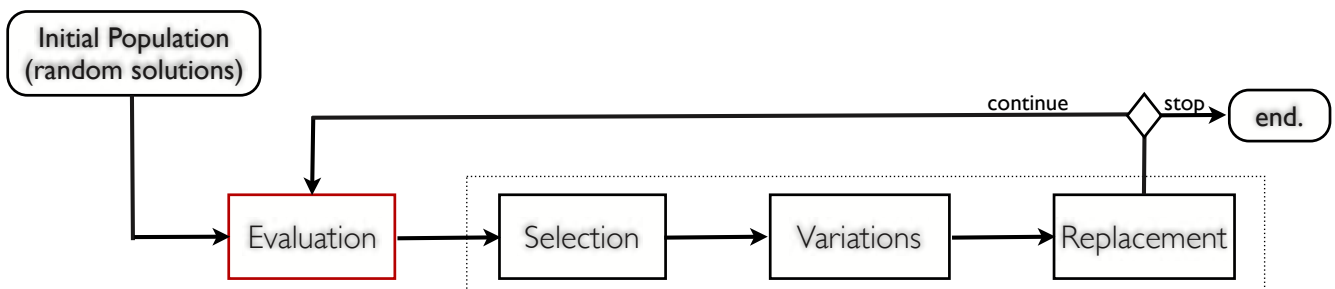 Initial Population
(random solutions)
continue
stop
end.
Evaluation
Selection
Variations
Replacement